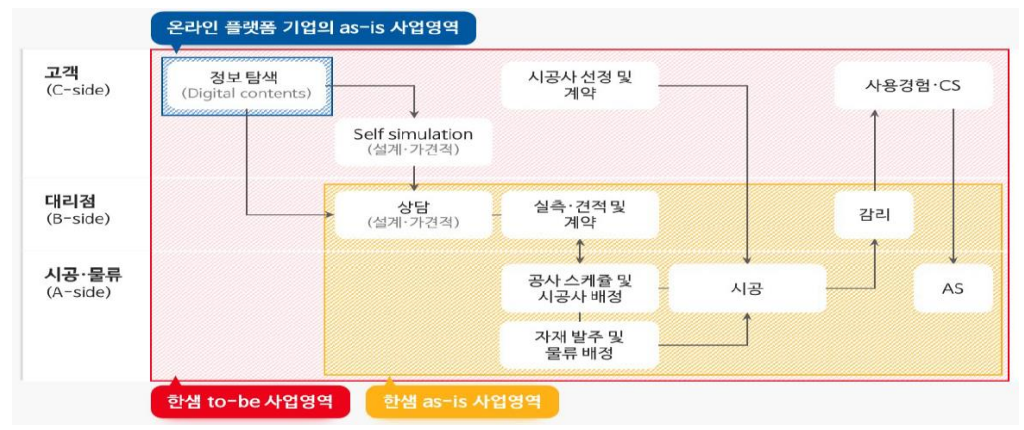 온라인 플랫폼 기업의 as-is 사업영역
고객
(C-side)
정보 탐색
(Digital contents)
시공사 선정 및
계약
사용경험·CS
Self simulation
(설계·가견적)
대리점
(B-side)
상담
(설계·가견적)
실측·견적 및
계약
감리
시공·물류
(A-side)
공사 스케쥴 및
시공사 배정
시공
AS
자재 발주 및
물류 배정
한샘 to-be 사업영역
한샘 as-is 사업영역